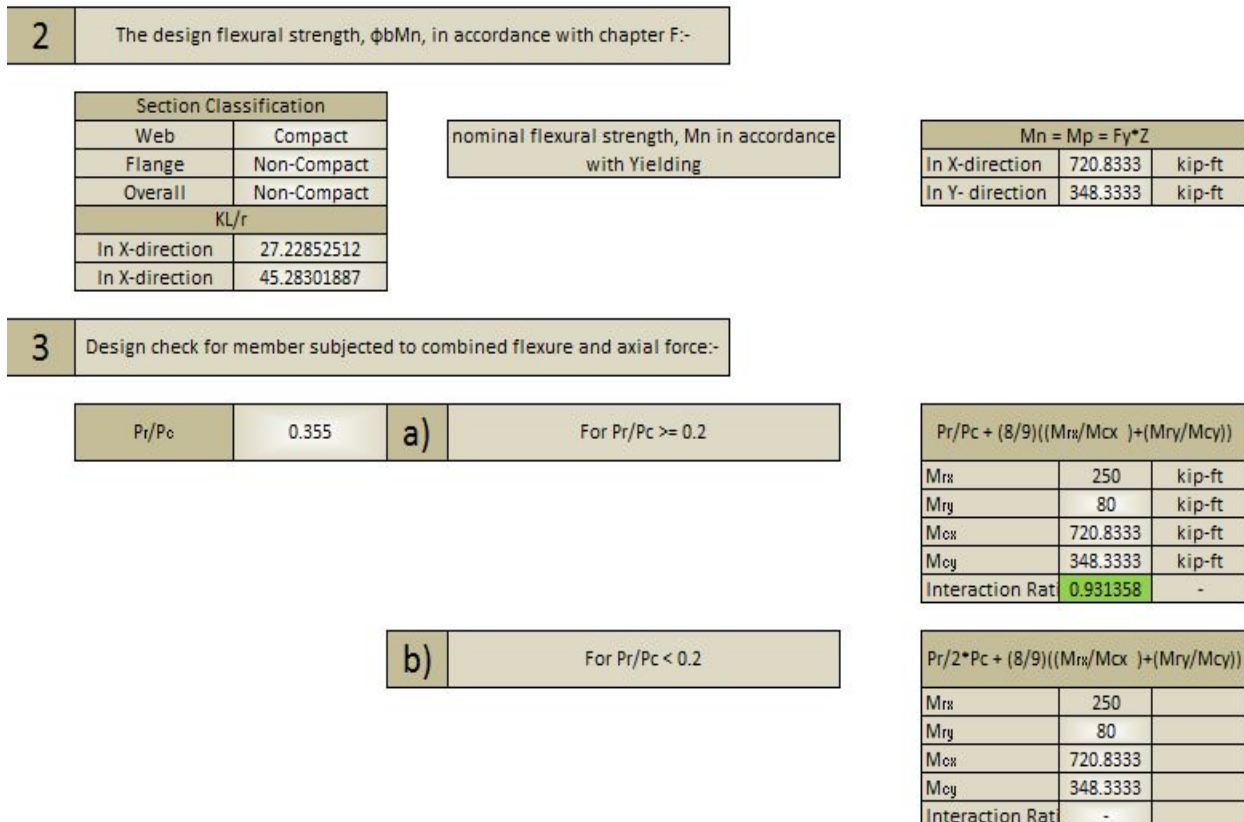 2 The design flexural strength, ϕbMn, in accordance with chapter F:-
Section Classification
Web Compact
Flange Non-Compact
Overall Non-Compact
KL/r
In X-direction 27.22852512
In X-direction 45.28301887
nominal flexural strength, Mn in accordance
with Yielding
Mn = Mp = Fy*Z
In X-direction 720.8333 kip-ft
In Y- direction 348.3333 kip-ft
3 Design check for member subjected to combined flexure and axial force:-
Pr/Pc 0.355 a) For Pr/Pc >= 0.2
Pr/Pc + (8/9)((Mrx/Mcx )+(Mry/Mcy))
Mrx 250 kip-ft
Mry 80 kip-ft
Mcx 720.8333 kip-ft
Mcy 348.3333 kip-ft
Interaction Rati 0.931358 -
b) For Pr/Pc < 0.2
Pr/2*Pc + (8/9)((Mrx/Mcx )+(Mry/Mcy))
Mrx 250
Mry 80
Mcx 720.8333
Mcy 348.3333
Interaction Rati -